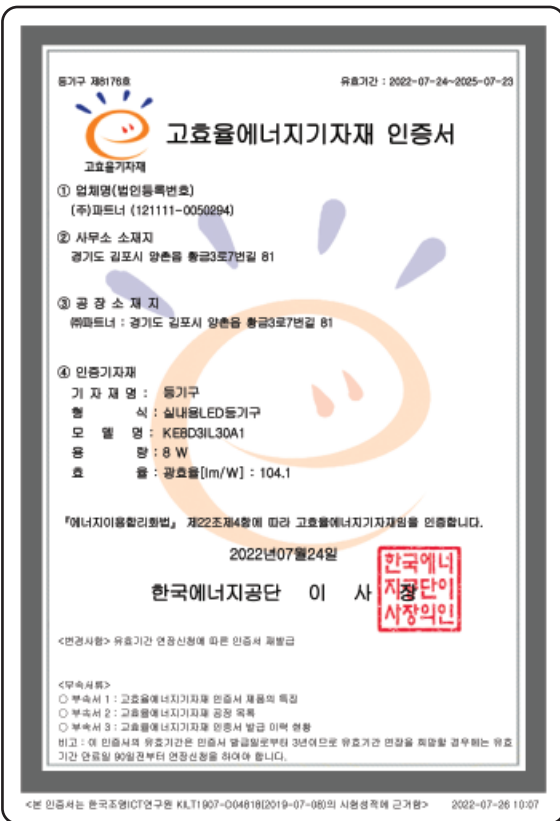 등기구 제8176호
유효기간 : 2022-07-24~2025-07-23
고효율기자재
고효율에너지기자재 인증서
① 업체명(법인등록번호)
(주)파트너 (121111-0050294)
② 사무소 소재지
경기도 김포시 양촌읍 황금3로7번길 81
③ 공 장 소 재 지
㈜파트너 : 경기도 김포시 양촌읍 황금3로7번길 81
④ 인증기자재
기 자 재 명 : 등기구
형 식 : 실내용LED등기구
모 델 명 : KE8D3IL30A1
용 량 : 8 W
효 율 : 광효율[lm/W] : 104.1
『에너지이용합리화법』 제22조제4항에 따라 고효율에너지기자재임을 인증합니다.
2022년07월24일
한국에너지공단 이 사 장
한국에너
지공단이
사장의인
<변경사항> 유효기간 연장신청에 따른 인증서 재발급
<부속서류>
○ 부속서 1 : 고효율에너지기자재 인증서 제품의 특징
○ 부속서 2 : 고효율에너지기자재 공장 목록
○ 부속서 3 : 고효율에너지기자재 인증서 발급 이력 현황
비고 : 이 인증서의 유효기간은 인증서 발급일로부터 3년이므로 유효기간 연장을 희망할 경우에는 유효
기간 만료일 90일전부터 연장신청을 하여야 합니다.
<본 인증서는 한국조명ICT연구원 KILT1907-O04818(2019-07-08)의 시험성적에 근거함>
2022-07-26 10:07